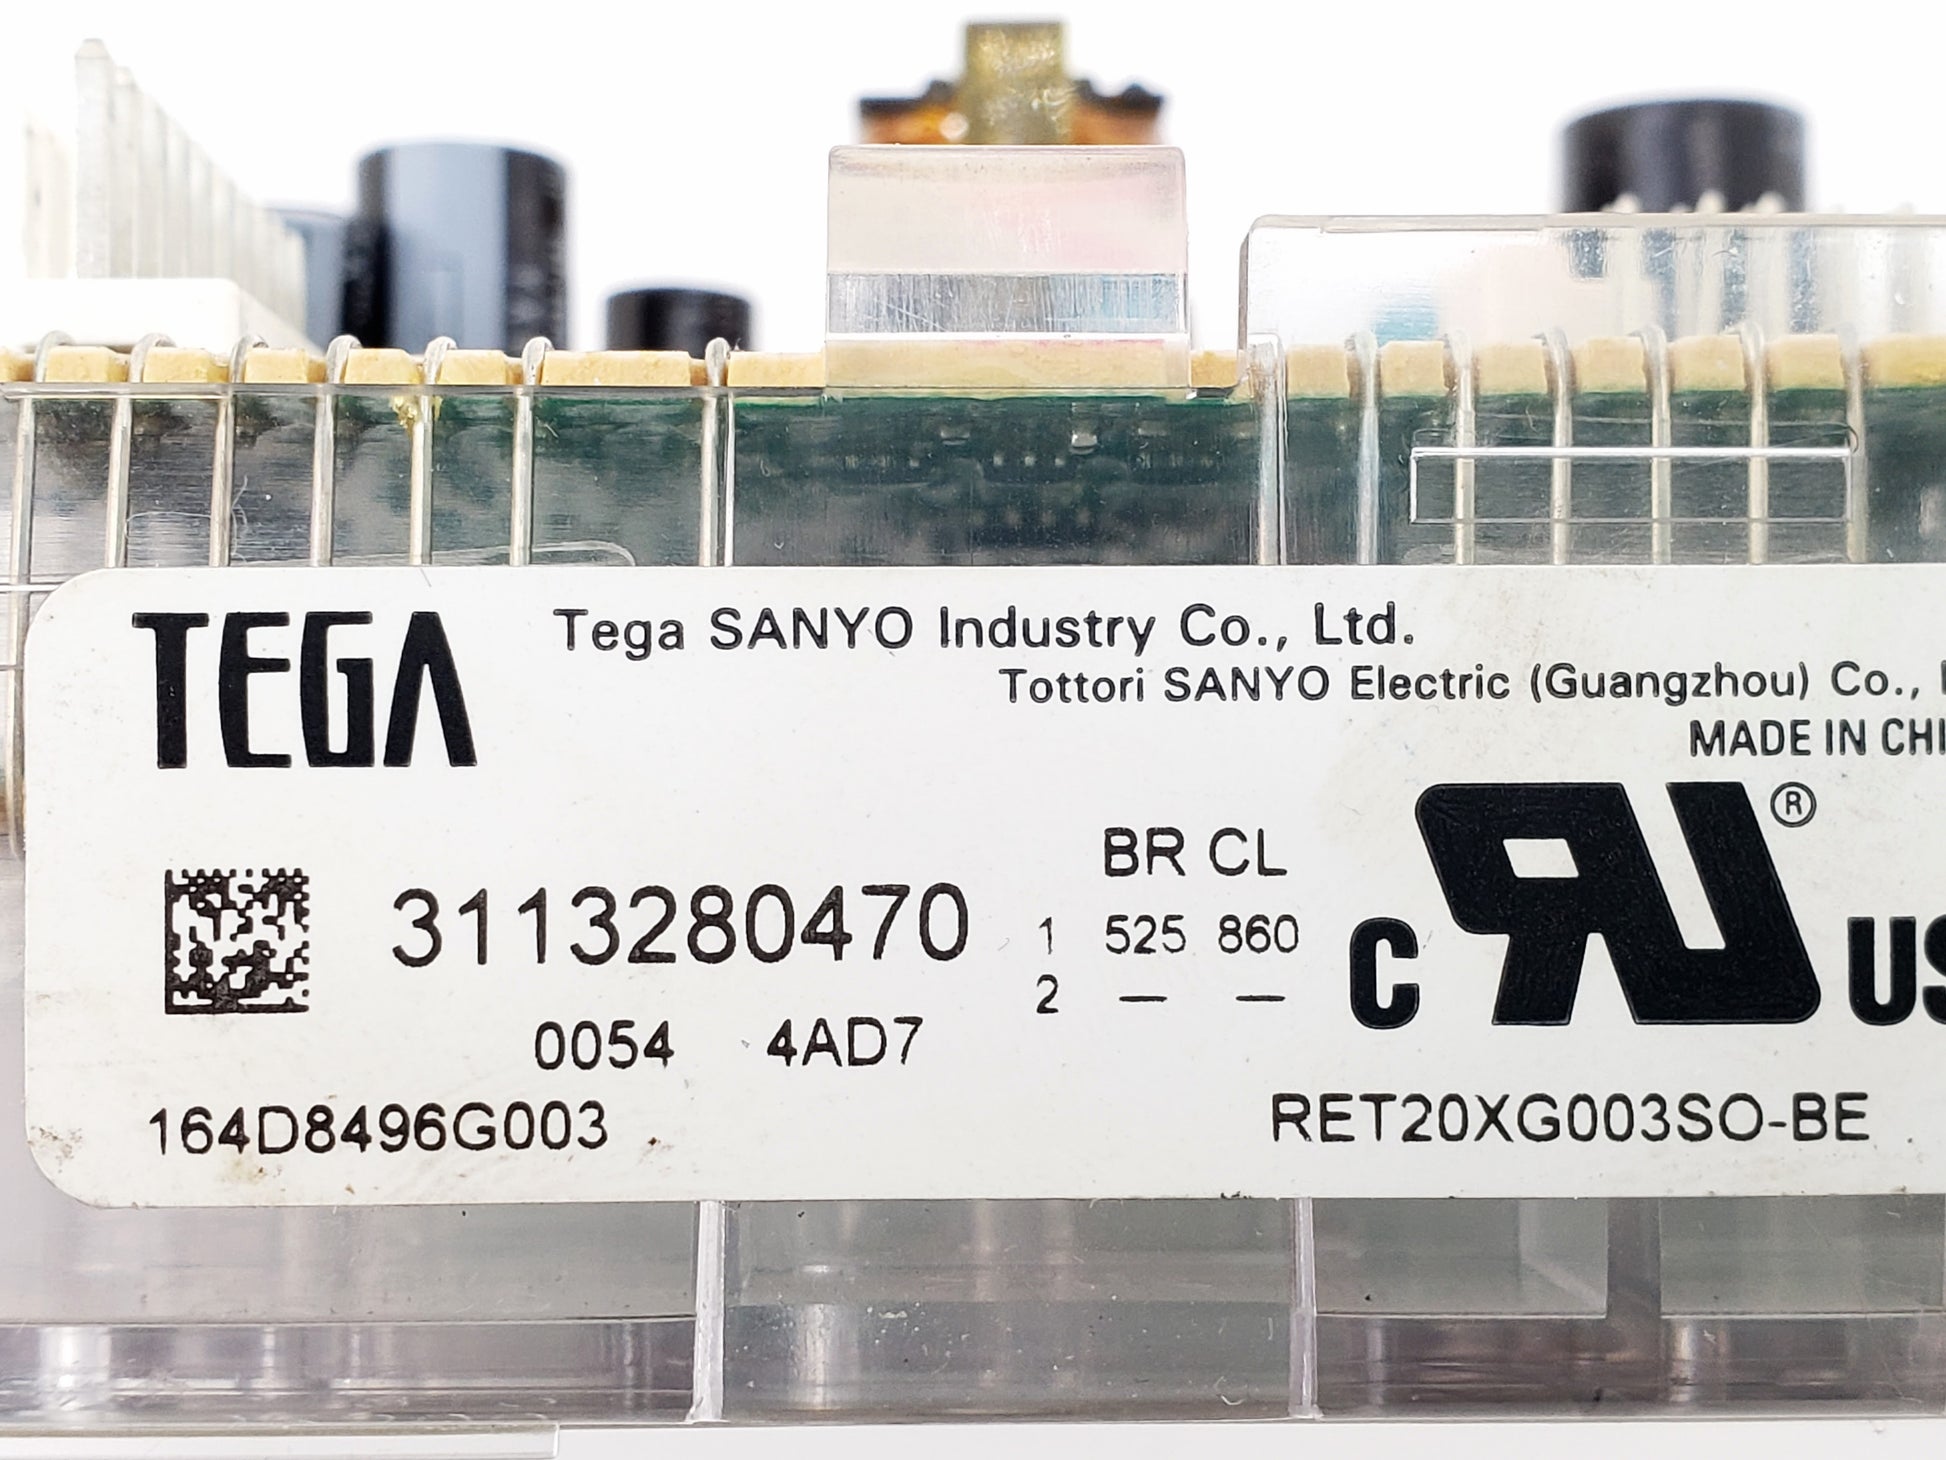 TEGA
Tega SANYO Industry Co., Ltd.
Tottori SANYO Electric (Guangzhou) Co.,
MADE IN CHI
BR CL
3113280470
1 525 860
2 — —
C UL ® US
0054 4AD7
164D8496G003
RET20XG003SO-BE